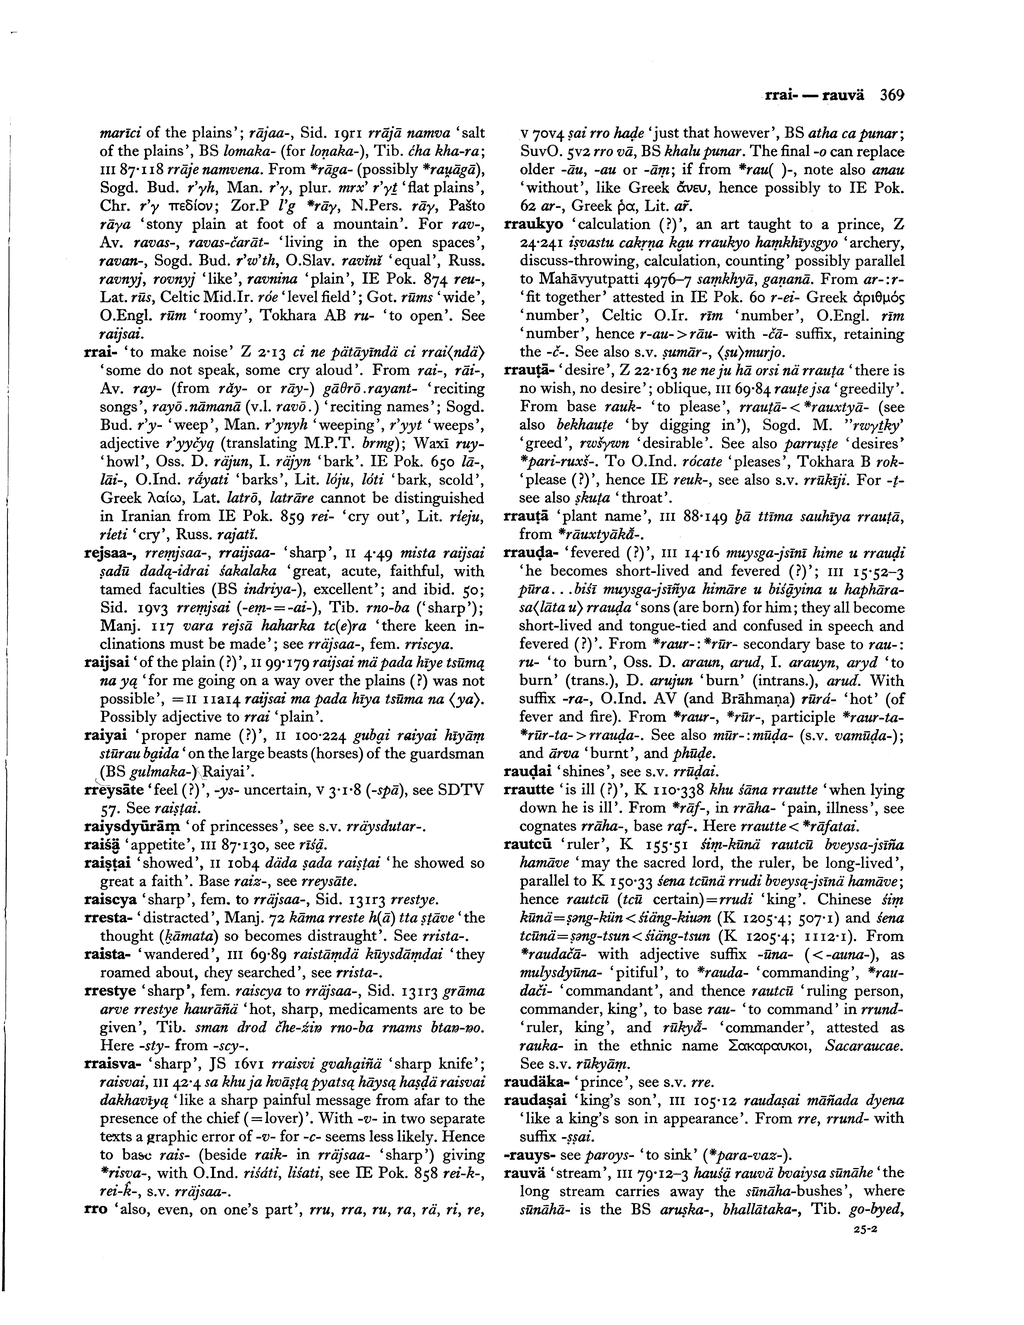 rrai- — rauvä 369
marīci of the plains'; rājaa-, Sid. 19r1 rrājā namva 'salt
of the plains', BS lomaka- (for loṇaka-), Tib. ćha kha-ra;
III 87·118 rrāje namvena. From *rāga- (possibly *rau̯āgā),
Sogd. Bud. r'γh, Man. r'γ, plur. mrx' r'γṯ 'flat plains',
Chr. r'γ πεδίον; Zor.P l'g *rāγ, N.Pers. rāγ, Pašto
rāγa 'stony plain at foot of a mountain'. For rav-,
Av. ravas-, ravas-čarāt- 'living in the open spaces',
ravan-, Sogd. Bud. r'w'th, O.Slav. ravĭnĭ 'equal', Russ.
ravnyj, rovnyj 'like', ravnina 'plain', IE Pok. 874 reu-,
Lat. rūs, Celtic Mid.Ir. róe 'level field'; Got. rūms 'wide',
O.Engl. rūm 'roomy', Tokhara AB ru- 'to open'. See
raijsai.
rrai- 'to make noise' Z 2·13 ci ne pätāyīndä ci rrai⟨ndä⟩
'some do not speak, some cry aloud'. From rai-, rāi-,
Av. ray- (from răy- or rāy-) gāθrō.rayant- 'reciting
songs', rayō.nāmanā (v.l. ravō.) 'reciting names'; Sogd.
Bud. r'y- 'weep', Man. r'ynyh 'weeping', r'yyt 'weeps',
adjective r'yyčyq (translating M.P.T. brmg); Waxī ruy-
'howl', Oss. D. räjun, I. räjyn 'bark'. IE Pok. 650 lā-,
lāi-, O.Ind. rā́yati 'barks', Lit. lóju, lóti 'bark, scold',
Greek λαίω, Lat. latrō, latrāre cannot be distinguished
in Iranian from IE Pok. 859 rei- 'cry out', Lit. rieju,
rieti 'cry', Russ. rajatĭ.
rejsaa-, rremjsaa-, rraijsaa- 'sharp', II 4·49 mista raijsai
ṣadū dadą-idrai śakalaka 'great, acute, faithful, with
tamed faculties (BS indriya-), excellent'; and ibid. 50;
Sid. 19v3 rremjsai (-em- = -ai-), Tib. rno-ba ('sharp');
Manj. 117 vara rejsā haharka tc(e)ra 'there keen in-
clinations must be made'; see rräjsaa-, fem. rriscya.
raijsai 'of the plain (?)', II 99·179 raijsai mä pada hīye tsūmą
na yą 'for me going on a way over the plains (?) was not
possible', = II 11a14 raijsai ma pada hīya tsūma na ⟨ya⟩.
Possibly adjective to rrai 'plain'.
raiyai 'proper name (?)', II 100·224 gubąi raiyai hīyāṃ
stūrau bąida 'on the large beasts (horses) of the guardsman
(BS gulmaka-) Raiyai'.
rreysāte 'feel (?)', -ys- uncertain, V 3·1·8 (-spā), see SDTV
57. See raiṣṭai.
raiysdyūrāṃ 'of princesses', see s.v. rräysdutar-.
raiśą̄ 'appetite', III 87·130, see rīśą̄.
raiṣṭai 'showed', II 10b4 däda ṣada raiṣṭai 'he showed so
great a faith'. Base raiz-, see rreysāte.
raiscya 'sharp', fem. to rräjsaa-, Sid. 131r3 rrestye.
rresta- 'distracted', Manj. 72 kāma rreste h(ā) tta ṣṭāve 'the
thought (ḵāmata) so becomes distraught'. See rrista-.
raista- 'wandered', III 69·89 raistāṃdä kūysdāṃdai 'they
roamed about, they searched', see rrista-.
rrestye 'sharp', fem. raiscya to rräjsaa-, Sid. 131r3 grāma
arve rrestye haurāñä 'hot, sharp, medicaments are to be
given', Tib. sman drod čhe-źiṅ rno-ba rnams btaṅ-ṅo.
Here -sty- from -scy-.
rraisva- 'sharp', JS 16v1 rraisvi gvahąiñä 'sharp knife';
raisvai, III 42·4 sa khu ja hvāṣṭą pyatsą hāysą haṣdä raisvai
dakhavīyą 'like a sharp painful message from afar to the
presence of the chief (=lover)'. With -v- in two separate
texts a graphic error of -v- for -c- seems less likely. Hence
to base rais- (beside raik- in rräjsaa- 'sharp') giving
*risva-, with O.Ind. riśáti, liśati, see IE Pok. 858 rei-k-,
rei-k̂-, s.v. rräjsaa-.
rro 'also, even, on one's part', rru, rra, ru, ra, rä, ri, re,
V 70v4 ṣai rro haḍe 'just that however', BS atha ca punar;
SuvO. 5v2 rro vā, BS khalu punar. The final -o can replace
older -āu, -au or -āṃ; if from *rau( )-, note also anau
'without', like Greek ἄνευ, hence possibly to IE Pok.
62 ar-, Greek ῥα, Lit. ar̃.
rraukyo 'calculation (?)', an art taught to a prince, Z
24·241 iṣvastu cakṛṇa kąu rraukyo haṃkhīysgyo 'archery,
discuss-throwing, calculation, counting' possibly parallel
to Mahāvyutpatti 4976–7 saṃkhyā, gaṇanā. From ar-:r-
'fit together' attested in IE Pok. 60 r-ei- Greek ἀριθμός
'number', Celtic O.Ir. rīm 'number', O.Engl. rīm
'number', hence r-au- > rāu- with -čā- suffix, retaining
the -č-. See also s.v. ṣumār-, ⟨ṣu⟩murjo.
rrauṭā- 'desire', Z 22·163 ne ne ju hā orsi nä rrauṭa 'there is
no wish, no desire'; oblique, III 69·84 rauṭe jsa 'greedily'.
From base rauk- 'to please', rrauṭā- < *rauxtyā- (see
also bekhauṭe 'by digging in'), Sogd. M. ''rwγṯky'
'greed', rwšywn 'desirable'. See also parruṣṭe 'desires'
*pari-ruxš-. To O.Ind. rócate 'pleases', Tokhara B rok-
'please (?)', hence IE reuk-, see also s.v. rrūkīji. For -ṭ-
see also ṣkuṭa 'throat'.
rrauṭā 'plant name', III 88·149 ḇā ttīma sauhīya rrauṭā,
from *rāuxtyākā̆-.
rrauḍa- 'fevered (?)', III 14·16 muysga-jsīnī hime u rrauḍi
'he becomes short-lived and fevered (?)'; III 15·52–3
pūra...biśī muysga-jsīñya himāre u biśą̄yina u haphāra-
sa⟨lāta u⟩ rrauḍa 'sons (are born) for him; they all become
short-lived and tongue-tied and confused in speech and
fevered (?)'. From *raur-: *rūr- secondary base to rau-:
ru- 'to burn', Oss. D. araun, arud, I. arauyn, aryd 'to
burn' (trans.), D. arujun 'burn' (intrans.), arud. With
suffix -ra-, O.Ind. AV (and Brāhmaṇa) rūrá- 'hot' (of
fever and fire). From *raur-, *rūr-, participle *raur-ta-
*rūr-ta- > rrauḍa-. See also mūr-: mūḍa- (s.v. vamūḍa-);
and ārva 'burnt', and phūḍe.
rauḍai 'shines', see s.v. rrūḍai.
rrautte 'is ill (?)', K 110·338 khu śāna rrautte 'when lying
down he is ill'. From *rāf-, in rrāha- 'pain, illness', see
cognates rrāha-, base raf-. Here rrautte < *rāfatai.
rautcū 'ruler', K 155·51 śiṃ-kūnä rautcū bveysa-jsīña
hamāve 'may the sacred lord, the ruler, be long-lived',
parallel to K 150·33 śena tcūnä rrudi bveysą-jsīnä hamāve;
hence rautcū (tcū certain) = rrudi 'king'. Chinese śiṃ
kūnä = ṣəng-kün < śiäng-kiuən (K 1205·4; 507·1) and śena
tcūnä = ṣəng-tsun < śiäng-tsun (K 1205·4; 1112·1). From
*raudačā- with adjective suffix -ūna- (< -auna-), as
mulysdyūna- 'pitiful', to *rauda- 'commanding', *rau-
dači- 'commandant', and thence rautcū 'ruling person,
commander, king', to base rau- 'to command' in rrund-
'ruler, king', and rūkyā̆- 'commander', attested as
rauka- in the ethnic name Σακαραυκοι, Sacaraucae.
See s.v. rūkyāṃ.
raudäka- 'prince', see s.v. rre.
raudaṣai 'king's son', III 105·12 raudaṣai māñada dyena
'like a king's son in appearance'. From rre, rrund- with
suffix -ṣṣai.
-rauys- see paroys- 'to sink' (*para-vaz-).
rauvä 'stream', III 79·12–3 hauśą̄ rauvä bvaiysa sūnāhe 'the
long stream carries away the sūnāha-bushes', where
sūnāhā- is the BS aruṣka-, bhallātaka-, Tib. go-byed,
25-2